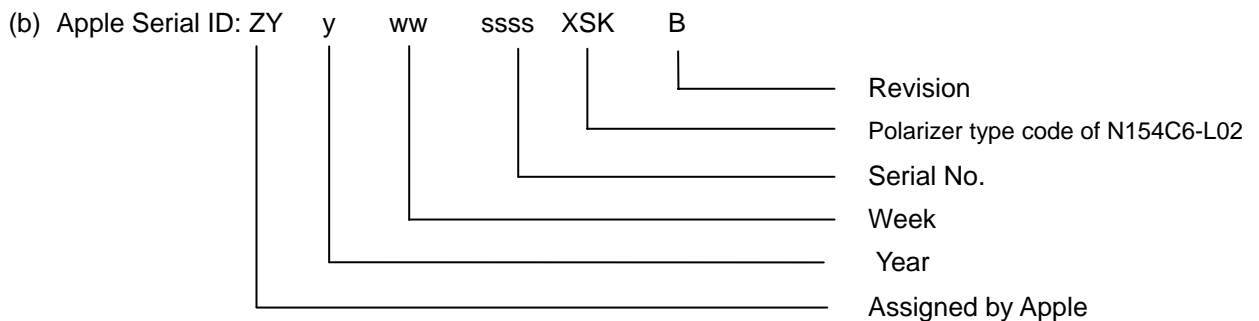 (b) Apple Serial ID: ZY y ww ssss XSK B
Revision
Polarizer type code of N154C6-L02
Serial No.
Week
Year
Assigned by Apple